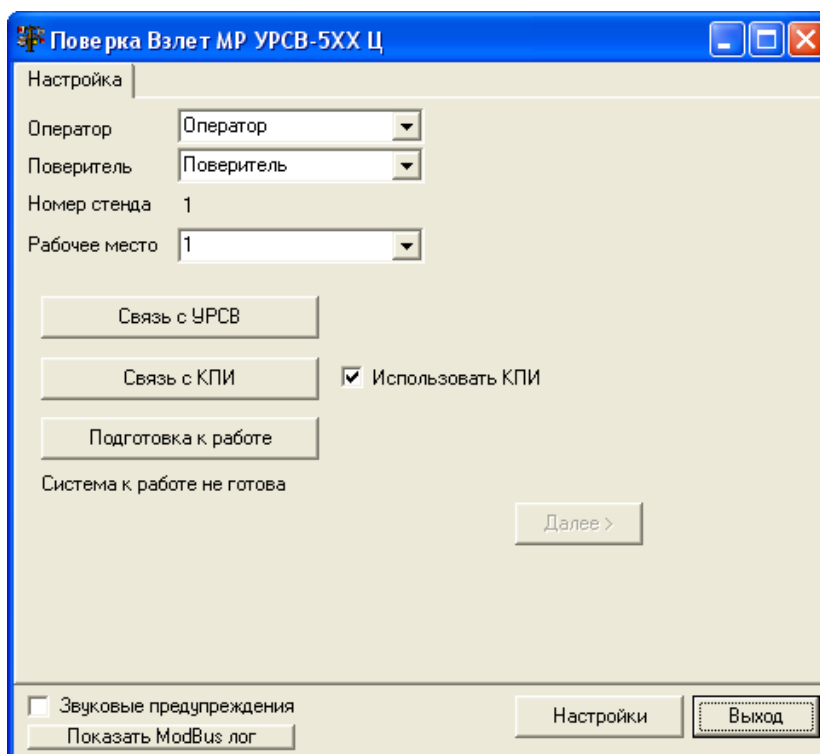 Поверка Взлет МР УРСВ-5ХХ Ц
Настройка
Оператор Оператор
Поверитель Поверитель
Номер стенда 1
Рабочее место 1
Связь с УРСВ
Связь с КПИ Использовать КПИ
Подготовка к работе
Система к работе не готова
Далее >
Звуковые предупреждения
Показать ModBus лог
Настройки Выход